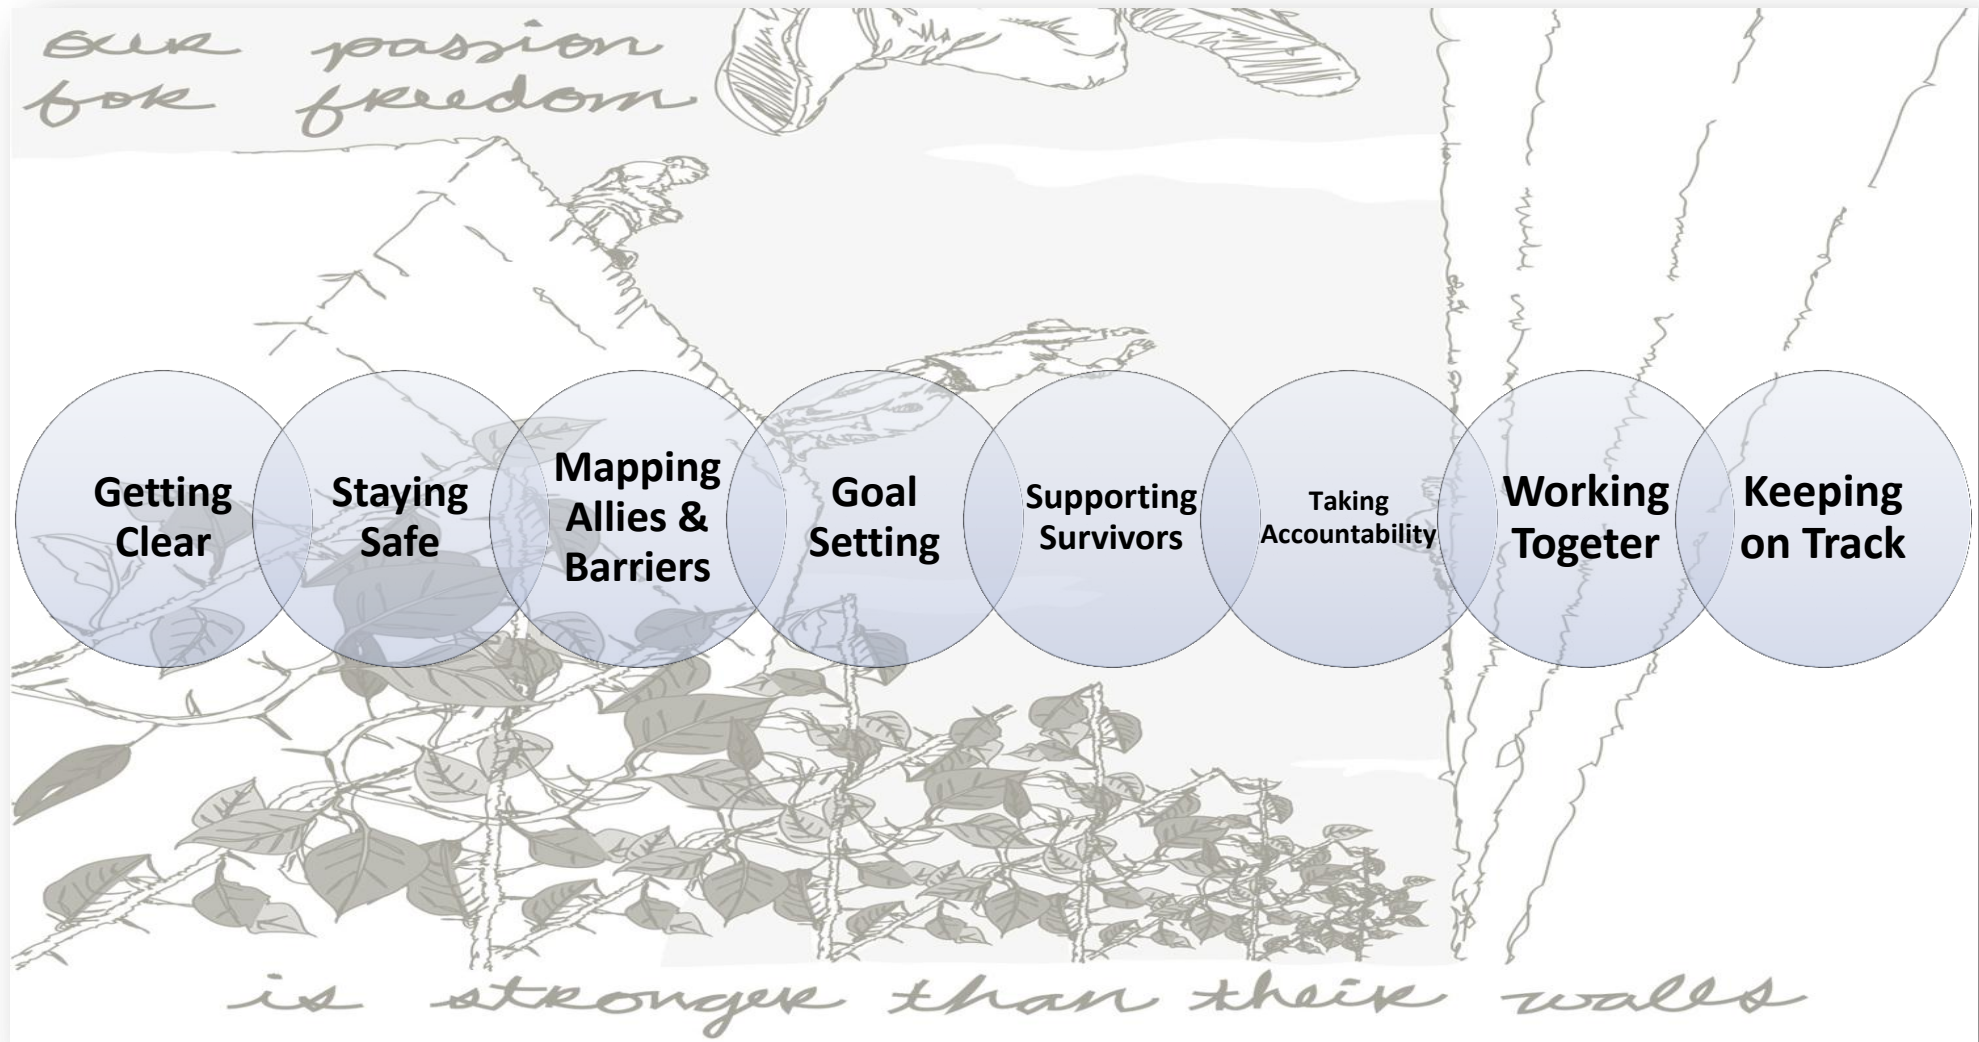 our passion
for freedom
Getting
Clear
Staying
Safe
Mapping
Allies &
Barriers
Goal
Setting
Supporting
Survivors
Taking
Accountability
Working
Togeter
Keeping
on Track
is stronger than their walls